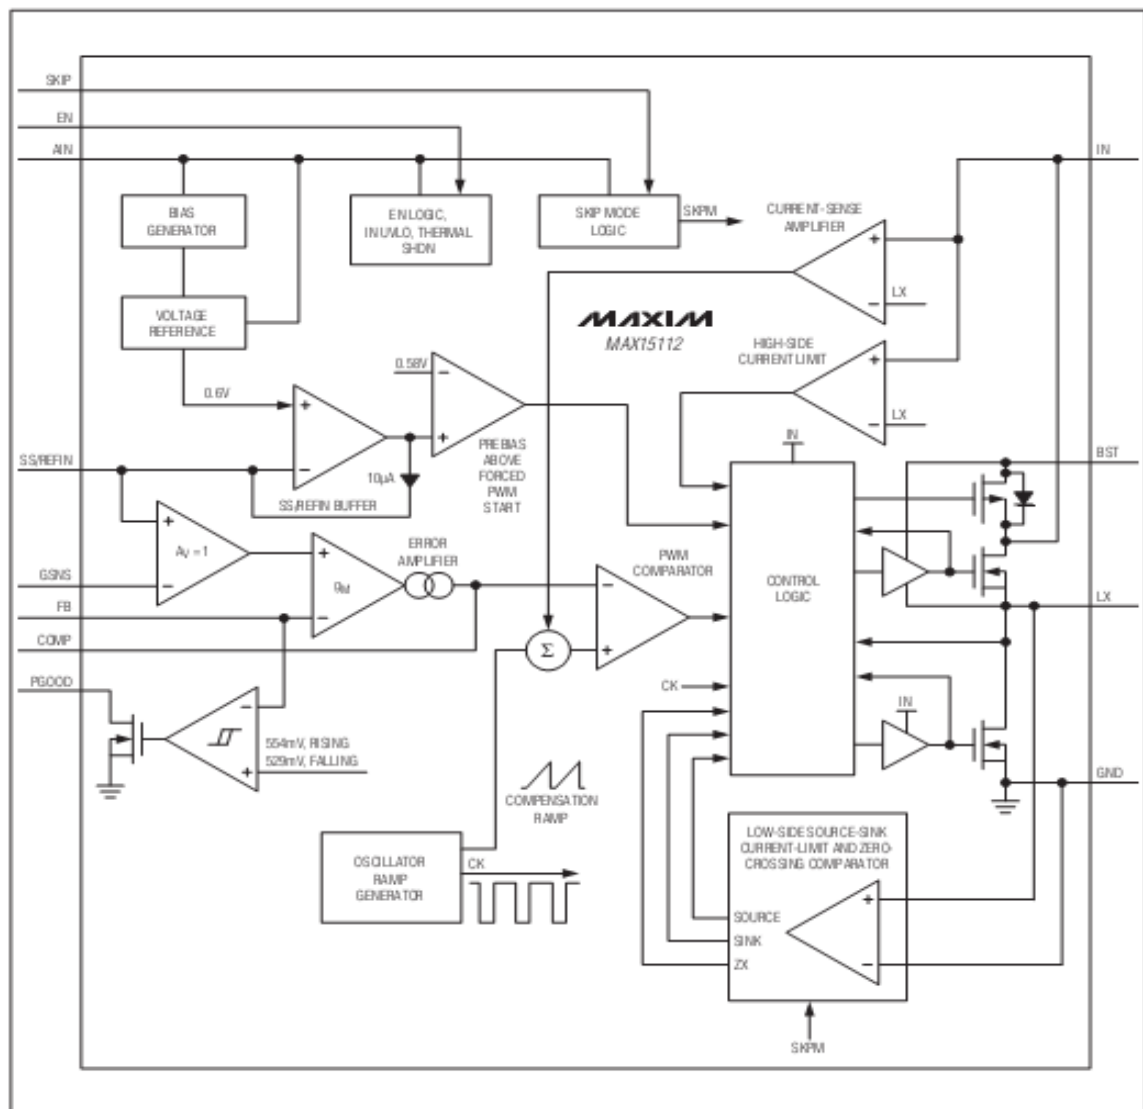 SKIP
EN
AIN
IN
BIAS
GENERATOR
EN LOGIC,
IN UVLO, THERMAL
SHDN
SKIP MODE
LOGIC
SKPM
CURRENT-SENSE
AMPLIFIER
+
−
LX
VOLTAGE
REFERENCE
MAXIM
MAX15112
HIGH-SIDE
CURRENT LIMIT
+
−
LX
0.6V
+
−
0.58V
−
+
PREBIAS
ABOVE
FORCED
PWM
START
IN
SS/REFIN
10µA
SS/REFIN BUFFER
BST
+
AV = 1
−
ERROR
AMPLIFIER
+
gM
−
PWM
COMPARATOR
−
+
CONTROL
LOGIC
GSNS
FB
LX
COMP
Σ
PGOOD
CK
IN
−
554mV, RISING
529mV, FALLING
+
COMPENSATION
RAMP
GND
OSCILLATOR
RAMP
GENERATOR
CK
LOW-SIDE SOURCE-SINK
CURRENT-LIMIT AND ZERO-
CROSSING COMPARATOR
SOURCE
SINK
ZX
+
−
SKPM